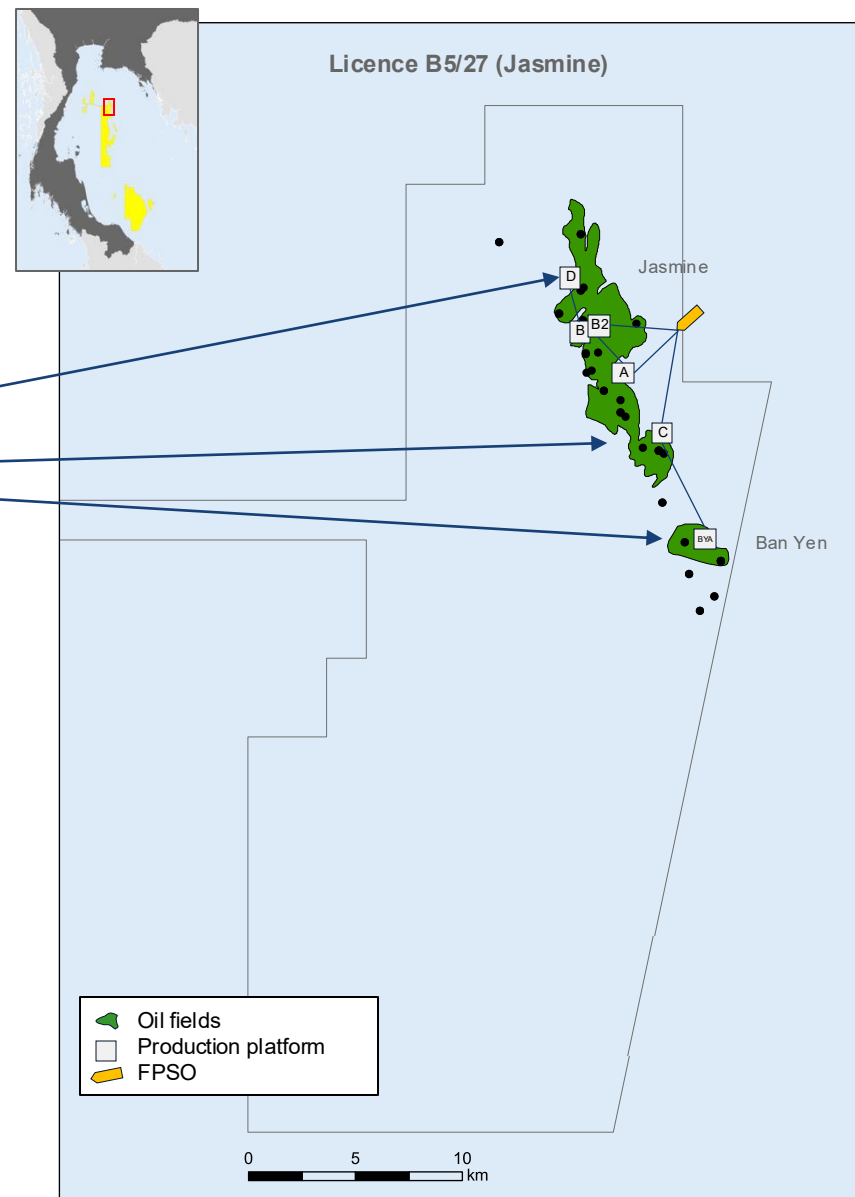 Licence B5/27 (Jasmine)
Jasmine
D
B
B2
A
C
BYA
Ban Yen
Oil fields
Production platform
FPSO
0 5 10
km